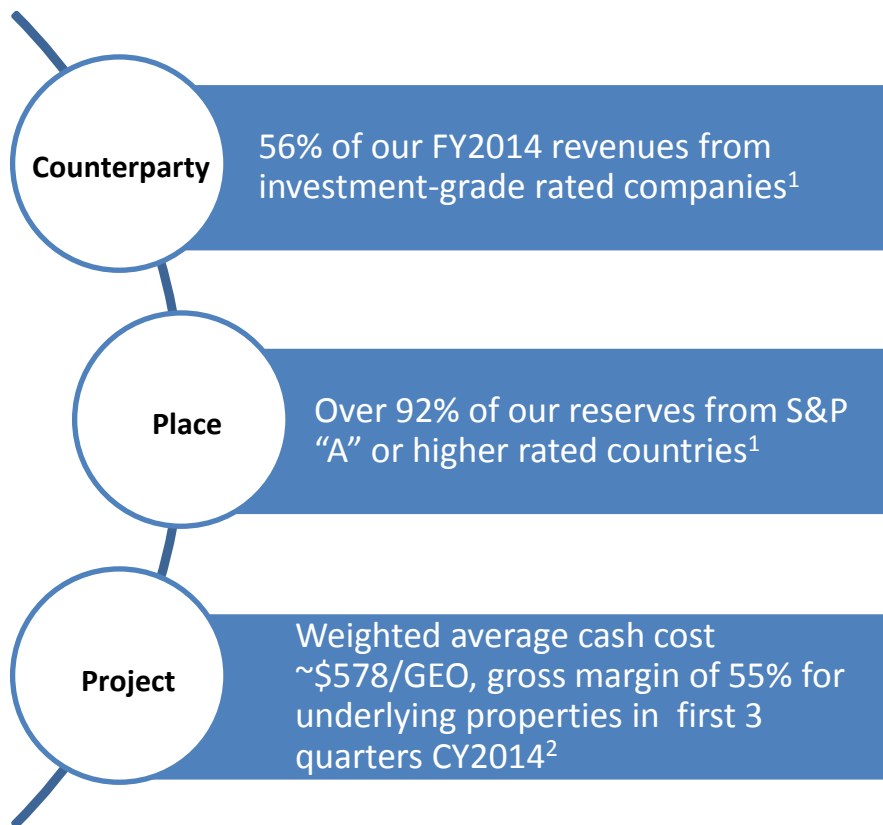 Counterparty
56% of our FY2014 revenues from
investment-grade rated companies¹
Place
Over 92% of our reserves from S&P
“A” or higher rated countries¹
Project
Weighted average cash cost
~$578/GEO, gross margin of 55% for
underlying properties in first 3
quarters CY2014²